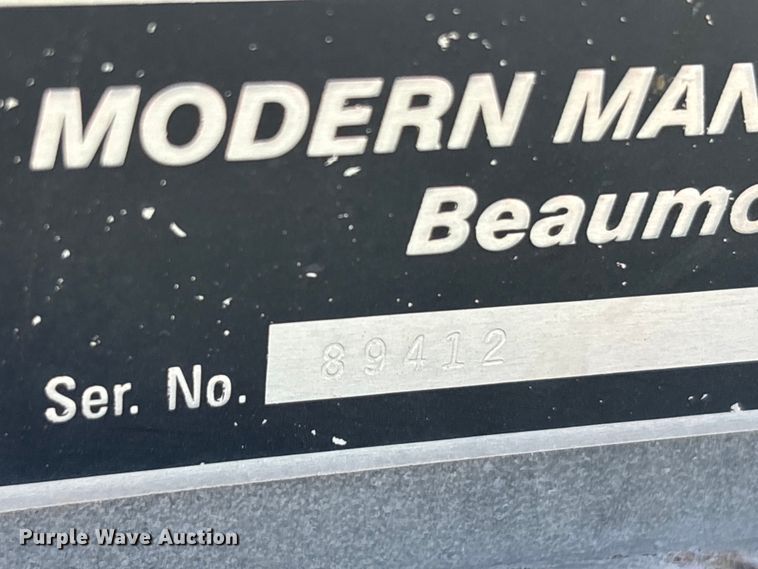 MODERN MAN
Beaumo
Ser. No. 89412
Purple Wave Auction